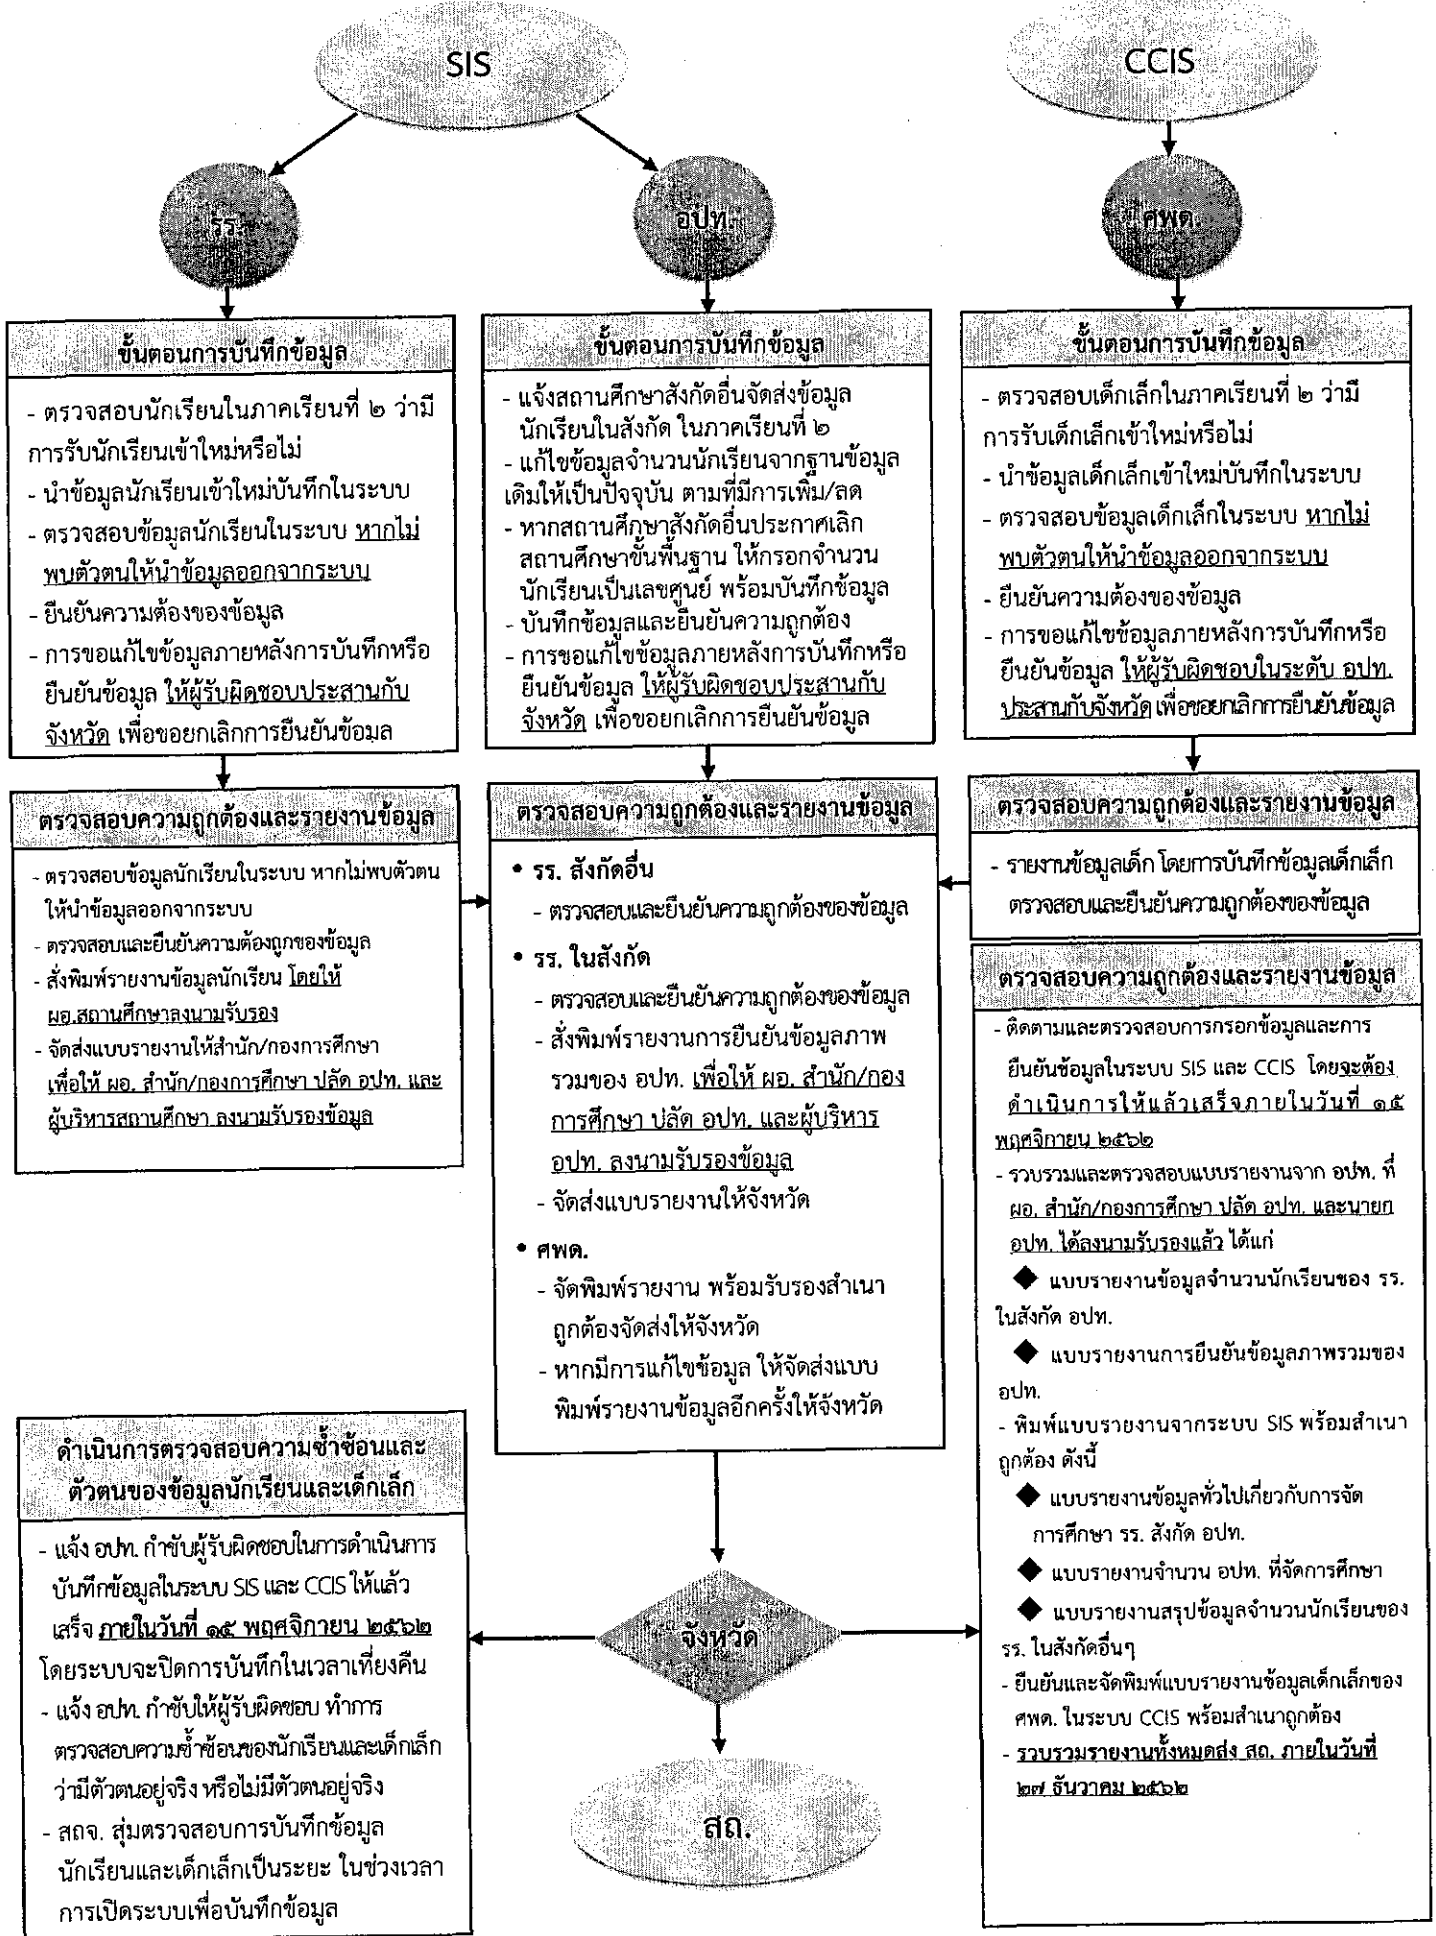 SIS
CCIS
รร.
อปท.
ศพด.
ขั้นตอนการบันทึกข้อมูล
- ตรวจสอบนักเรียนในภาคเรียนที่ ๒ ว่ามี
การรับนักเรียนเข้าใหม่หรือไม่
- นำข้อมูลนักเรียนเข้าใหม่บันทึกในระบบ
- ตรวจสอบข้อมูลนักเรียนในระบบ หากไม่
พบตัวตนให้นำข้อมูลออกจากระบบ
- ยืนยันความต้องของข้อมูล
- การขอแก้ไขข้อมูลภายหลังการบันทึกหรือ
ยืนยันข้อมูล ให้ผู้รับผิดชอบประสานกับ
จังหวัด เพื่อขอยกเลิกการยืนยันข้อมูล
ขั้นตอนการบันทึกข้อมูล
- แจ้งสถานศึกษาสังกัดอื่นจัดส่งข้อมูล
นักเรียนในสังกัด ในภาคเรียนที่ ๒
- แก้ไขข้อมูลจำนวนนักเรียนจากฐานข้อมูล
เดิมให้เป็นปัจจุบัน ตามที่มีการเพิ่ม/ลด
- หากสถานศึกษาสังกัดอื่นประกาศเลิก
สถานศึกษาขั้นพื้นฐาน ให้กรอกจำนวน
นักเรียนเป็นเลขศูนย์ พร้อมบันทึกข้อมูล
- บันทึกข้อมูลและยืนยันความถูกต้อง
- การขอแก้ไขข้อมูลภายหลังการบันทึกหรือ
ยืนยันข้อมูล ให้ผู้รับผิดชอบประสานกับ
จังหวัด เพื่อขอยกเลิกการยืนยันข้อมูล
ขั้นตอนการบันทึกข้อมูล
- ตรวจสอบเด็กเล็กในภาคเรียนที่ ๒ ว่ามี
การรับเด็กเล็กเข้าใหม่หรือไม่
- นำข้อมูลเด็กเล็กเข้าใหม่บันทึกในระบบ
- ตรวจสอบข้อมูลเด็กเล็กในระบบ หากไม่
พบตัวตนให้นำข้อมูลออกจากระบบ
- ยืนยันความต้องของข้อมูล
- การขอแก้ไขข้อมูลภายหลังการบันทึกหรือ
ยืนยันข้อมูล ให้ผู้รับผิดชอบในระดับ อปท.
ประสานกับจังหวัด เพื่อขอยกเลิกการยืนยันข้อมูล
ตรวจสอบความถูกต้องและรายงานข้อมูล
- ตรวจสอบข้อมูลนักเรียนในระบบ หากไม่พบตัวตน
ให้นำข้อมูลออกจากระบบ
- ตรวจสอบและยืนยันความต้องถูกของข้อมูล
- สั่งพิมพ์รายงานข้อมูลนักเรียน โดยให้
ผอ.สถานศึกษาลงนามรับรอง
- จัดส่งแบบรายงานให้สำนัก/กองการศึกษา
เพื่อให้ ผอ. สำนัก/กองการศึกษา ปลัด อปท. และ
ผู้บริหารสถานศึกษา ลงนามรับรองข้อมูล
ตรวจสอบความถูกต้องและรายงานข้อมูล
• รร. สังกัดอื่น
- ตรวจสอบและยืนยันความถูกต้องของข้อมูล
• รร. ในสังกัด
- ตรวจสอบและยืนยันความถูกต้องของข้อมูล
- สั่งพิมพ์รายงานการยืนยันข้อมูลภาพ
รวมของ อปท. เพื่อให้ ผอ. สำนัก/กอง
การศึกษา ปลัด อปท. และผู้บริหาร
อปท. ลงนามรับรองข้อมูล
- จัดส่งแบบรายงานให้จังหวัด
• ศพด.
- จัดพิมพ์รายงาน พร้อมรับรองสำเนา
ถูกต้องจัดส่งให้จังหวัด
- หากมีการแก้ไขข้อมูล ให้จัดส่งแบบ
พิมพ์รายงานข้อมูลอีกครั้งให้จังหวัด
ตรวจสอบความถูกต้องและรายงานข้อมูล
- รายงานข้อมูลเด็ก โดยการบันทึกข้อมูลเด็กเล็ก
ตรวจสอบและยืนยันความถูกต้องของข้อมูล
ตรวจสอบความถูกต้องและรายงานข้อมูล
- ติดตามและตรวจสอบการกรอกข้อมูลและการ
ยืนยันข้อมูลในระบบ SIS และ CCIS โดยจะต้อง
ดำเนินการให้แล้วเสร็จภายในวันที่ ๑๕
พฤศจิกายน ๒๕๖๒
- รวบรวมและตรวจสอบแบบรายงานจาก อปท. ที่
ผอ. สำนัก/กองการศึกษา ปลัด อปท. และนายก
อปท. ได้ลงนามรับรองแล้ว ได้แก่
◆ แบบรายงานข้อมูลจำนวนนักเรียนของ รร.
ในสังกัด อปท.
◆ แบบรายงานการยืนยันข้อมูลภาพรวมของ
อปท.
- พิมพ์แบบรายงานจากระบบ SIS พร้อมสำเนา
ถูกต้อง ดังนี้
◆ แบบรายงานข้อมูลทั่วไปเกี่ยวกับการจัด
การศึกษา รร. สังกัด อปท.
◆ แบบรายงานจำนวน อปท. ที่จัดการศึกษา
◆ แบบรายงานสรุปข้อมูลจำนวนนักเรียนของ
รร. ในสังกัดอื่นๆ
- ยืนยันและจัดพิมพ์แบบรายงานข้อมูลเด็กเล็กของ
ศพด. ในระบบ CCIS พร้อมสำเนาถูกต้อง
- รวบรวมรายงานทั้งหมดส่ง สถ. ภายในวันที่
๒๗ ธันวาคม ๒๕๖๒
ดำเนินการตรวจสอบความซ้ำซ้อนและ
ตัวตนของข้อมูลนักเรียนและเด็กเล็ก
- แจ้ง อปท. กำชับผู้รับผิดชอบในการดำเนินการ
บันทึกข้อมูลในระบบ SIS และ CCIS ให้แล้ว
เสร็จ ภายในวันที่ ๑๕ พฤศจิกายน ๒๕๖๒
โดยระบบจะปิดการบันทึกในเวลาเที่ยงคืน
- แจ้ง อปท. กำชับให้ผู้รับผิดชอบ ทำการ
ตรวจสอบความซ้ำซ้อนของนักเรียนและเด็กเล็ก
ว่ามีตัวตนอยู่จริง หรือไม่มีตัวตนอยู่จริง
- สถจ. สุ่มตรวจสอบการบันทึกข้อมูล
นักเรียนและเด็กเล็กเป็นระยะ ในช่วงเวลา
การเปิดระบบเพื่อบันทึกข้อมูล
จังหวัด
สถ.